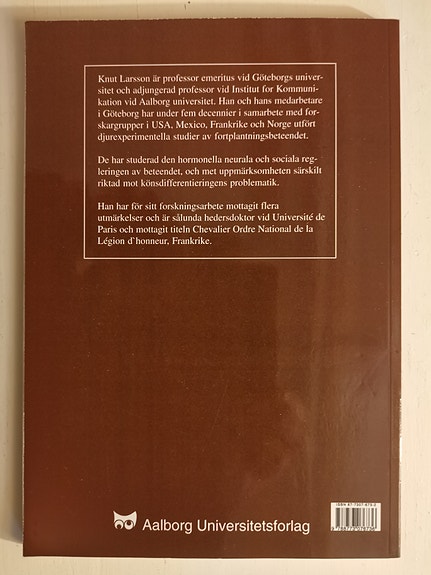 Knut Larsson är professor emeritus vid Göteborgs univer-
sitet och adjungerad professor vid Institut for Kommuni-
kation vid Aalborg universitet. Han och hans medarbetare
i Göteborg har under fem decennier i samarbete med for-
skargrupper i USA, Mexico, Frankrike och Norge utfört
djurexperimentella studier av fortplantningsbeteendet.
De har studerad den hormonella neurala och sociala reg-
leringen av beteendet, och met uppmärksomheten särskilt
riktad mot könsdifferentieringens problematik.
Han har för sitt forskningsarbete mottagit flera
utmärkelser och är sålunda hedersdoktor vid Université de
Paris och mottagit titeln Chevalier Ordre National de la
Légion d'honneur, Frankrike.
Aalborg Universitetsforlag